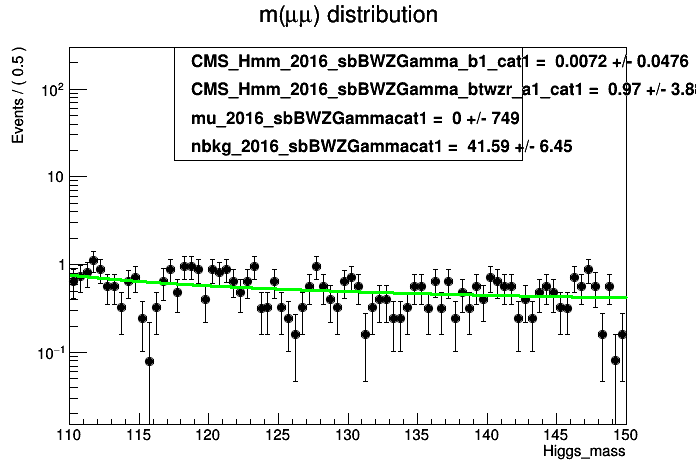 m(μμ) distribution
Events / ( 0.5 )
CMS_Hmm_2016_sbBWZGamma_b1_cat1 = 0.0072 +/- 0.0476
CMS_Hmm_2016_sbBWZGamma_btwzr_a1_cat1 = 0.97 +/- 3.8
mu_2016_sbBWZGammacat1 = 0 +/- 749
nbkg_2016_sbBWZGammacat1 = 41.59 +/- 6.45
10²
10
1
10⁻¹
110 115 120 125 130 135 140 145 150
Higgs_mass